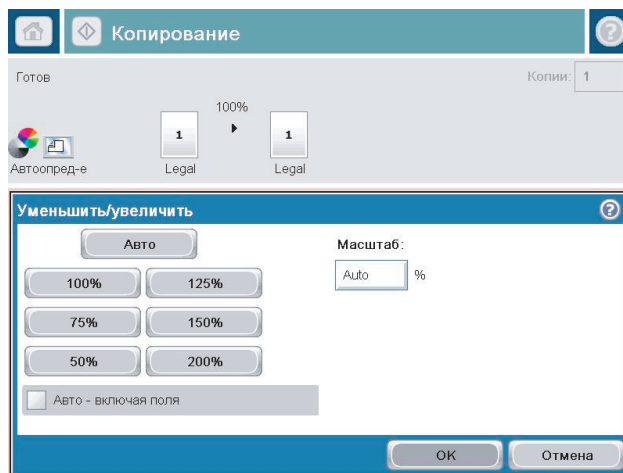 Копирование
?
Готов
Копии: 1
100%
1 1
Автоопред-е Legal Legal
Уменьшить/увеличить ?
Авто Масштаб:
Auto %
100% 125%
75% 150%
50% 200%
Авто - включая поля
OK Отмена